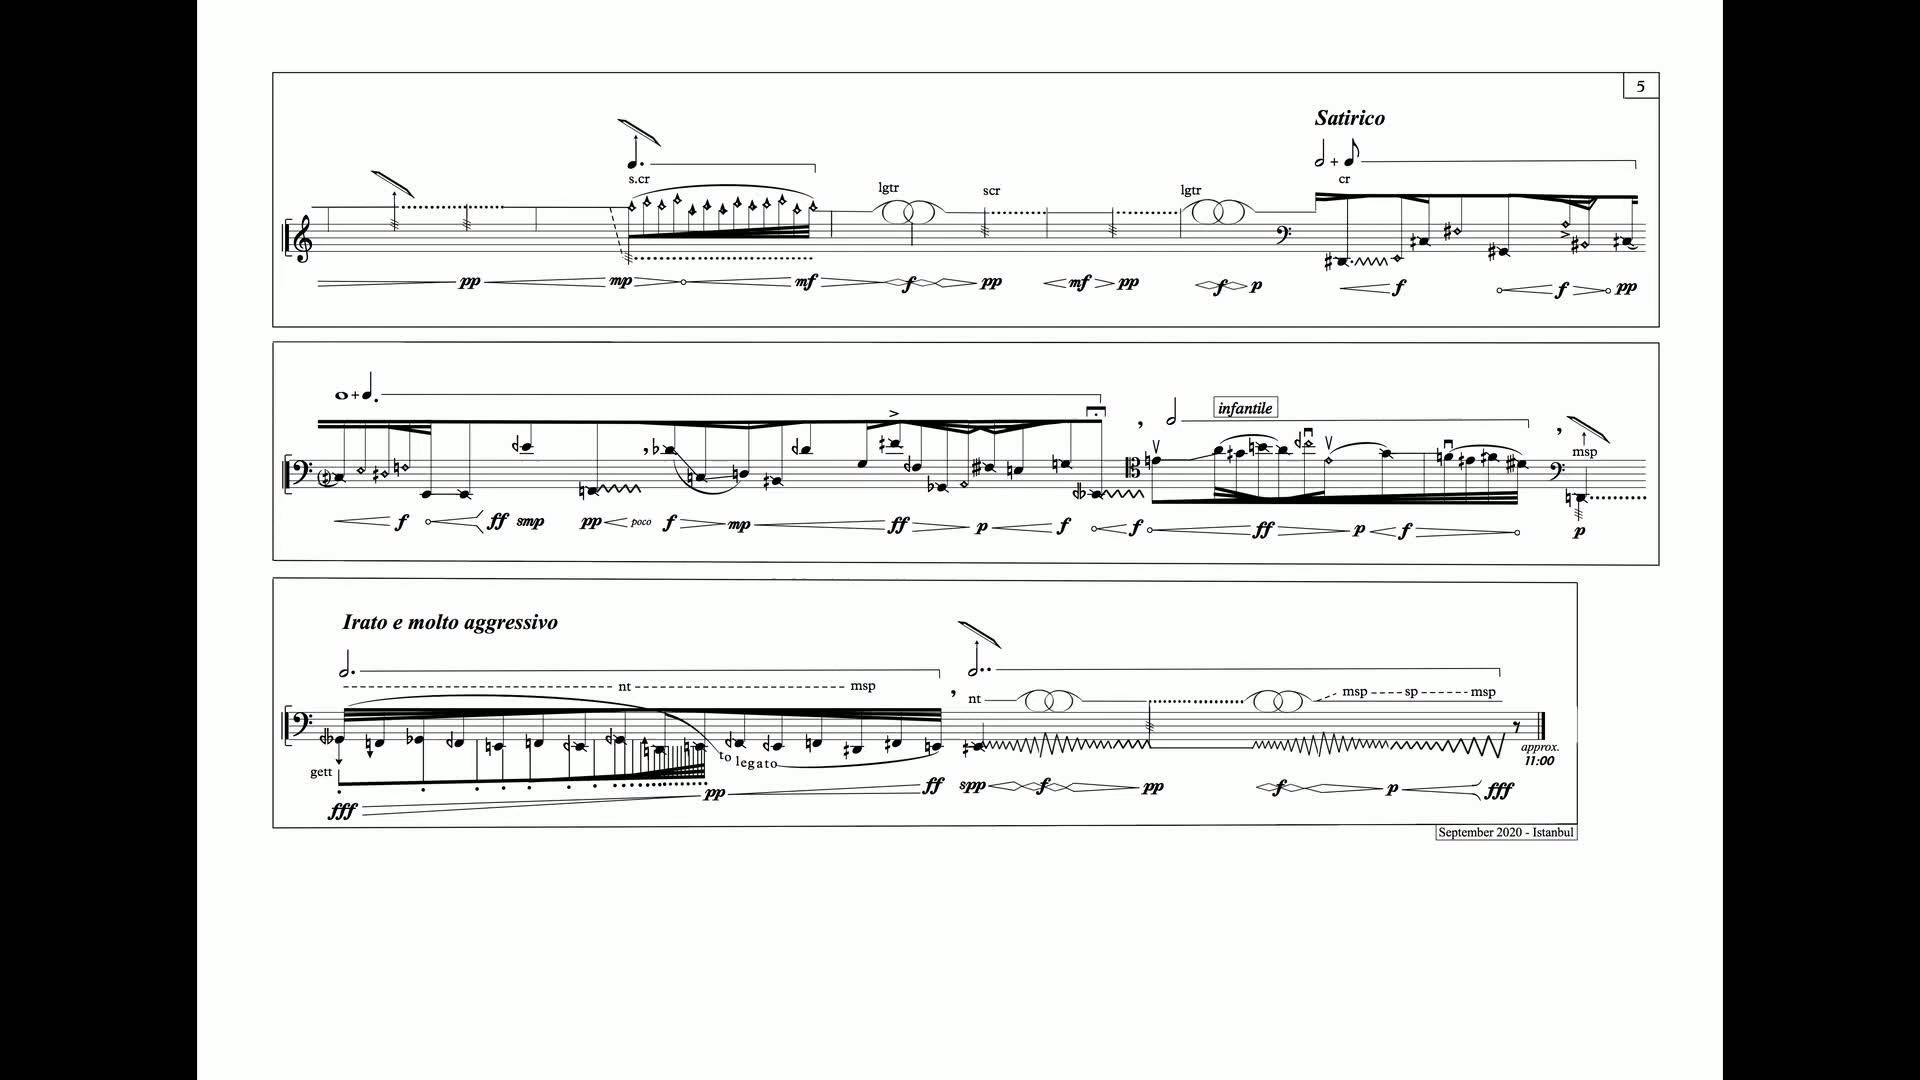 5
Satirico
s.cr
cr
lgtr scr lgtr
pp mp mf f pp mf pp f p f f pp
infantile
msp
f ff smp pp poco f mp ff p f f ff p f p
Irato e molto aggressivo
nt msp nt msp sp msp
gett to legato
approx.
11:00
fff pp ff spp f pp f p fff
September 2020 - Istanbul